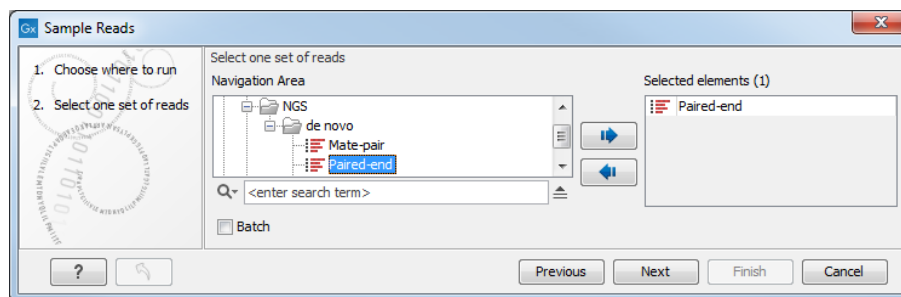 Gx Sample Reads
1. Choose where to run
2. Select one set of reads
Select one set of reads
Navigation Area
NGS
de novo
Mate-pair
Paired-end
<enter search term>
Batch
Selected elements (1)
Paired-end
?
Previous
Next
Finish
Cancel